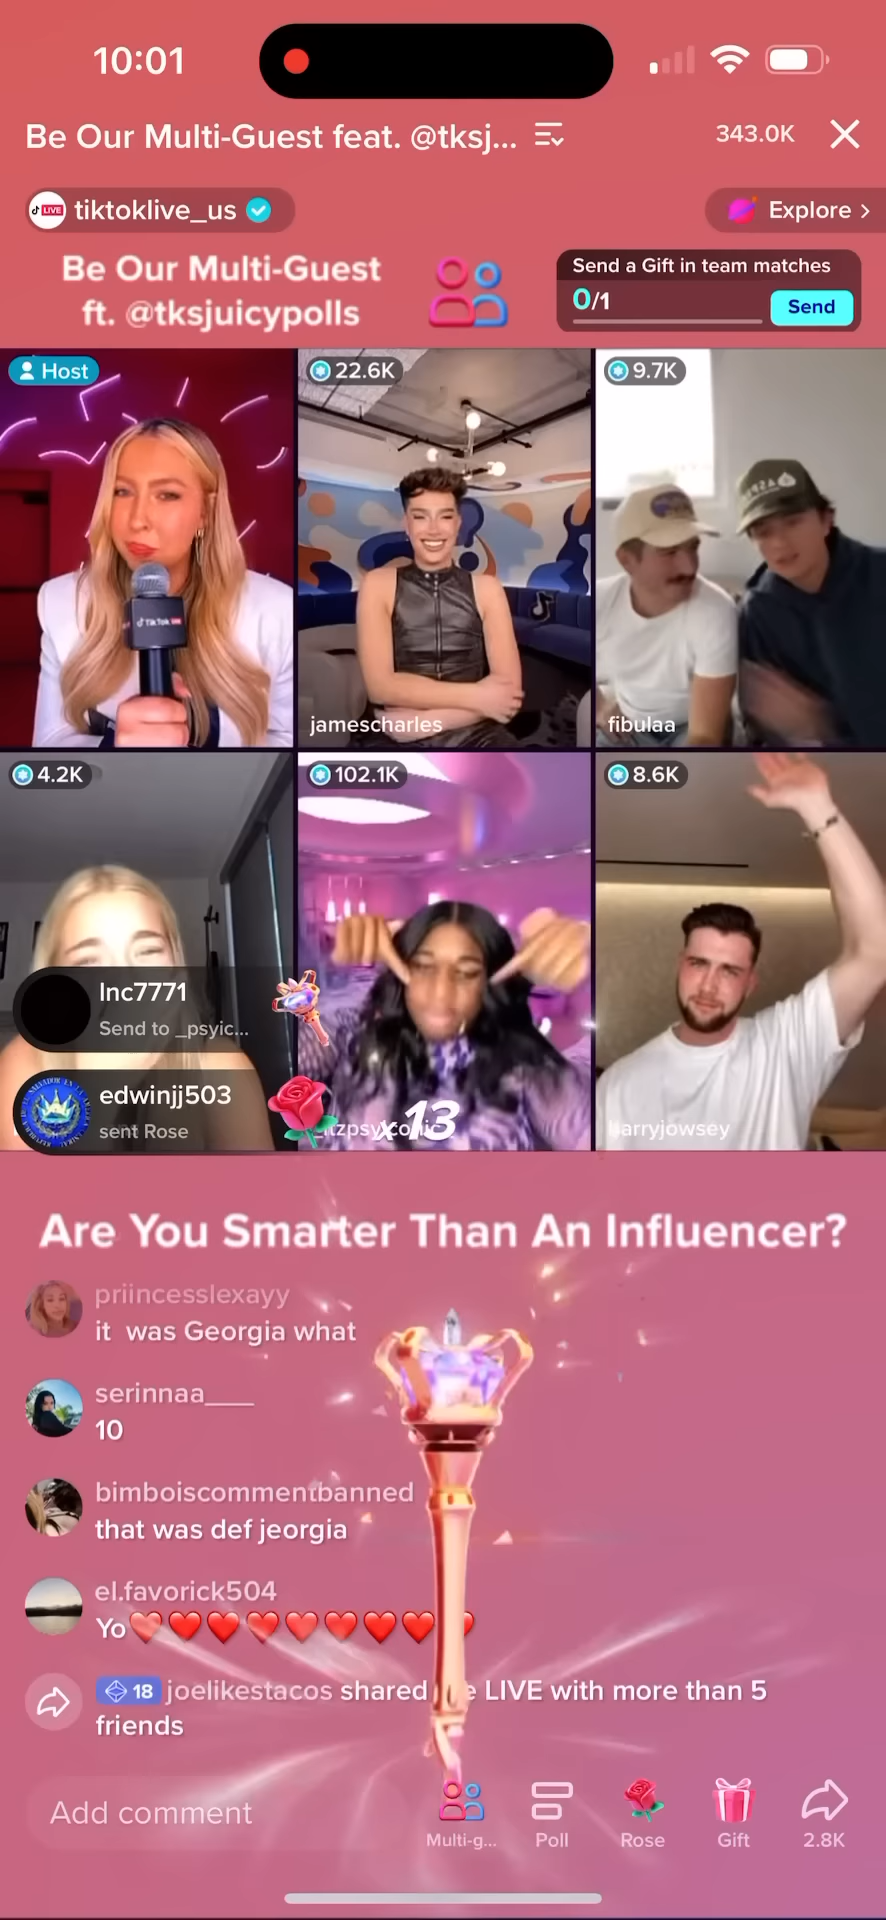 10:01
Be Our Multi-Guest feat. @tksj...
343.0K
LIVE
tiktoklive_us
Explore >
Be Our Multi-Guest
ft. @tksjuicypolls
Send a Gift in team matches
0/1
Send
Host
22.6K
9.7K
TikTok LIVE
jamescharles
fibulaa
4.2K
102.1K
8.6K
lnc7771
Send to _psyic...
edwinjj503
sent Rose
x13
arryjowsey
Are You Smarter Than An Influencer?
priincesslexayy
it was Georgia what
serinnaa___
10
bimboiscommentbanned
that was def jeorgia
el.favorick504
Yo❤️❤️❤️❤️❤️❤️❤️❤️❤️
18 joelikestacos shared e LIVE with more than 5
friends
Add comment
Multi-g...
Poll
Rose
Gift
2.8K